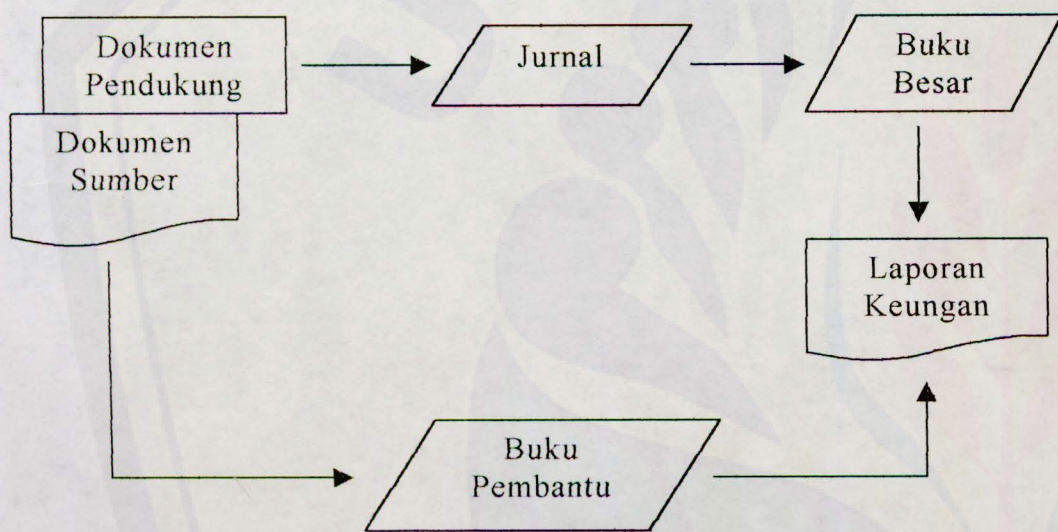 Dokumen
Pendukung
Dokumen
Sumber
Jurnal
Buku
Besar
Laporan
Keungan
Buku
Pembantu